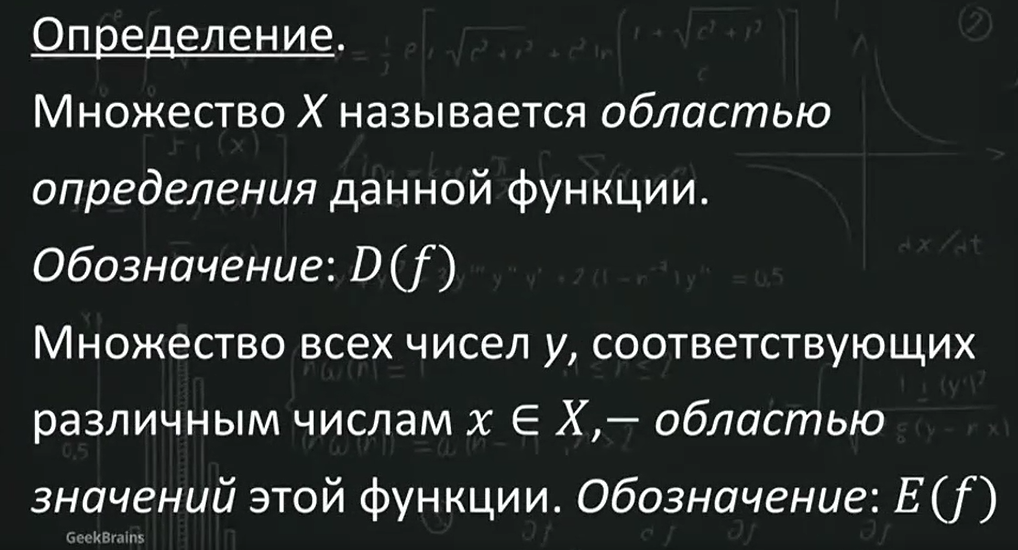 Определение.
Множество X называется областью
определения данной функции.
Обозначение: D(f)
Множество всех чисел y, соответствующих
различным числам x ∈ X,— областью
значений этой функции. Обозначение: E(f)
GeekBrains